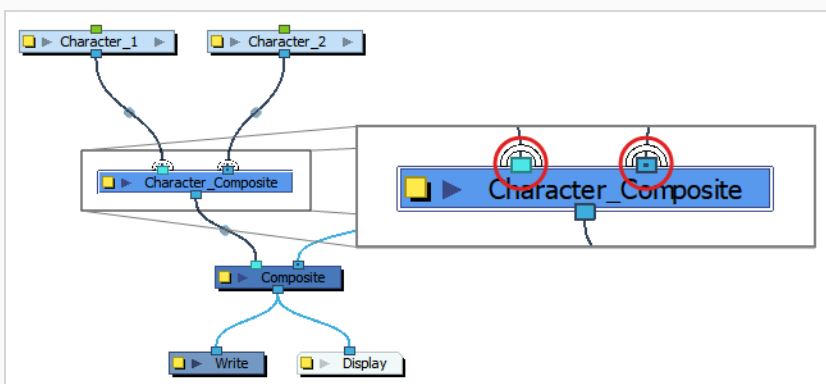 Character_1
Character_2
Character_Composite
Character_Composite
Composite
Write
Display